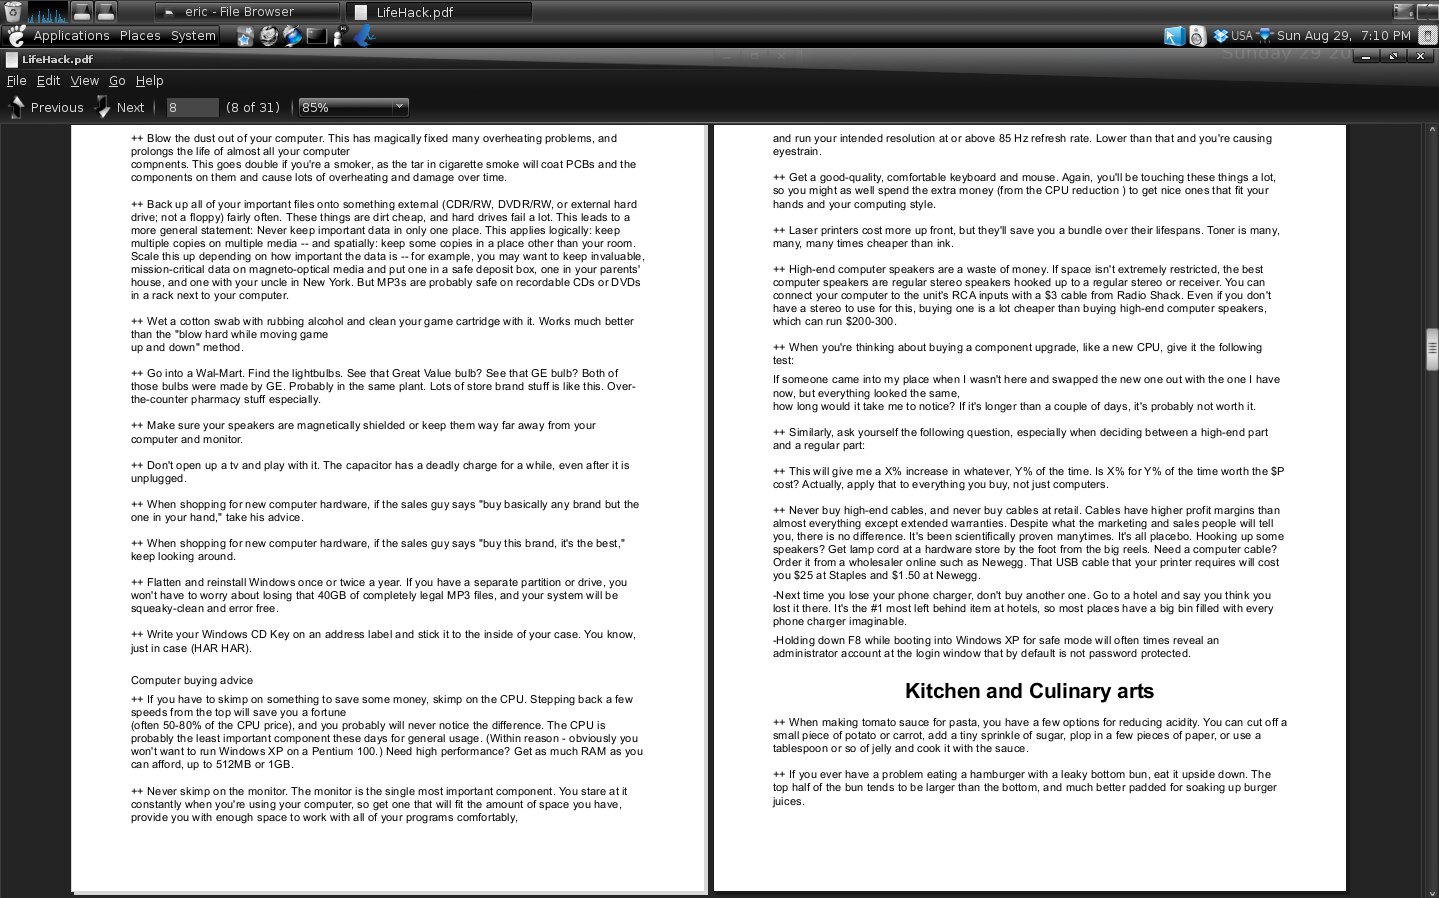 eric - File Browser
LifeHack.pdf
Applications Places System
USA
Sun Aug 29, 7:10 PM
LifeHack.pdf
File Edit View Go Help
Previous Next 8 (8 of 31) 85%
++ Blow the dust out of your computer. This has magically fixed many overheating problems, and
prolongs the life of almost all your computer
compnents. This goes double if you're a smoker, as the tar in cigarette smoke will coat PCBs and the
components on them and cause lots of overheating and damage over time.
++ Back up all of your important files onto something external (CDR/RW, DVDR/RW, or external hard
drive; not a floppy) fairly often. These things are dirt cheap, and hard drives fail a lot. This leads to a
more general statement: Never keep important data in only one place. This applies logically: keep
multiple copies on multiple media -- and spatially: keep some copies in a place other than your room.
Scale this up depending on how important the data is -- for example, you may want to keep invaluable,
mission-critical data on magneto-optical media and put one in a safe deposit box, one in your parents'
house, and one with your uncle in New York. But MP3s are probably safe on recordable CDs or DVDs
in a rack next to your computer.
++ Wet a cotton swab with rubbing alcohol and clean your game cartridge with it. Works much better
than the "blow hard while moving game
up and down" method.
++ Go into a Wal-Mart. Find the lightbulbs. See that Great Value bulb? See that GE bulb? Both of
those bulbs were made by GE. Probably in the same plant. Lots of store brand stuff is like this. Over-
the-counter pharmacy stuff especially.
++ Make sure your speakers are magnetically shielded or keep them way far away from your
computer and monitor.
++ Don't open up a tv and play with it. The capacitor has a deadly charge for a while, even after it is
unplugged.
++ When shopping for new computer hardware, if the sales guy says "buy basically any brand but the
one in your hand," take his advice.
++ When shopping for new computer hardware, if the sales guy says "buy this brand, it's the best,"
keep looking around.
++ Flatten and reinstall Windows once or twice a year. If you have a separate partition or drive, you
won't have to worry about losing that 40GB of completely legal MP3 files, and your system will be
squeaky-clean and error free.
++ Write your Windows CD Key on an address label and stick it to the inside of your case. You know,
just in case (HAR HAR).
Computer buying advice
++ If you have to skimp on something to save some money, skimp on the CPU. Stepping back a few
speeds from the top will save you a fortune
(often 50-80% of the CPU price), and you probably will never notice the difference. The CPU is
probably the least important component these days for general usage. (Within reason - obviously you
won't want to run Windows XP on a Pentium 100.) Need high performance? Get as much RAM as you
can afford, up to 512MB or 1GB.
++ Never skimp on the monitor. The monitor is the single most important component. You stare at it
constantly when you're using your computer, so get one that will fit the amount of space you have,
provide you with enough space to work with all of your programs comfortably,
and run your intended resolution at or above 85 Hz refresh rate. Lower than that and you're causing
eyestrain.
++ Get a good-quality, comfortable keyboard and mouse. Again, you'll be touching these things a lot,
so you might as well spend the extra money (from the CPU reduction ) to get nice ones that fit your
hands and your computing style.
++ Laser printers cost more up front, but they'll save you a bundle over their lifespans. Toner is many,
many, many times cheaper than ink.
++ High-end computer speakers are a waste of money. If space isn't extremely restricted, the best
computer speakers are regular stereo speakers hooked up to a regular stereo or receiver. You can
connect your computer to the unit's RCA inputs with a $3 cable from Radio Shack. Even if you don't
have a stereo to use for this, buying one is a lot cheaper than buying high-end computer speakers,
which can run $200-300.
++ When you're thinking about buying a component upgrade, like a new CPU, give it the following
test:
If someone came into my place when I wasn't here and swapped the new one out with the one I have
now, but everything looked the same,
how long would it take me to notice? If it's longer than a couple of days, it's probably not worth it.
++ Similarly, ask yourself the following question, especially when deciding between a high-end part
and a regular part:
++ This will give me a X% increase in whatever, Y% of the time. Is X% for Y% of the time worth the $P
cost? Actually, apply that to everything you buy, not just computers.
++ Never buy high-end cables, and never buy cables at retail. Cables have higher profit margins than
almost everything except extended warranties. Despite what the marketing and sales people will tell
you, there is no difference. It's been scientifically proven manytimes. It's all placebo. Hooking up some
speakers? Get lamp cord at a hardware store by the foot from the big reels. Need a computer cable?
Order it from a wholesaler online such as Newegg. That USB cable that your printer requires will cost
you $25 at Staples and $1.50 at Newegg.
-Next time you lose your phone charger, don't buy another one. Go to a hotel and say you think you
lost it there. It's the #1 most left behind item at hotels, so most places have a big bin filled with every
phone charger imaginable.
-Holding down F8 while booting into Windows XP for safe mode will often times reveal an
administrator account at the login window that by default is not password protected.
Kitchen and Culinary arts
++ When making tomato sauce for pasta, you have a few options for reducing acidity. You can cut off a
small piece of potato or carrot, add a tiny sprinkle of sugar, plop in a few pieces of paper, or use a
tablespoon or so of jelly and cook it with the sauce.
++ If you ever have a problem eating a hamburger with a leaky bottom bun, eat it upside down. The
top half of the bun tends to be larger than the bottom, and much better padded for soaking up burger
juices.